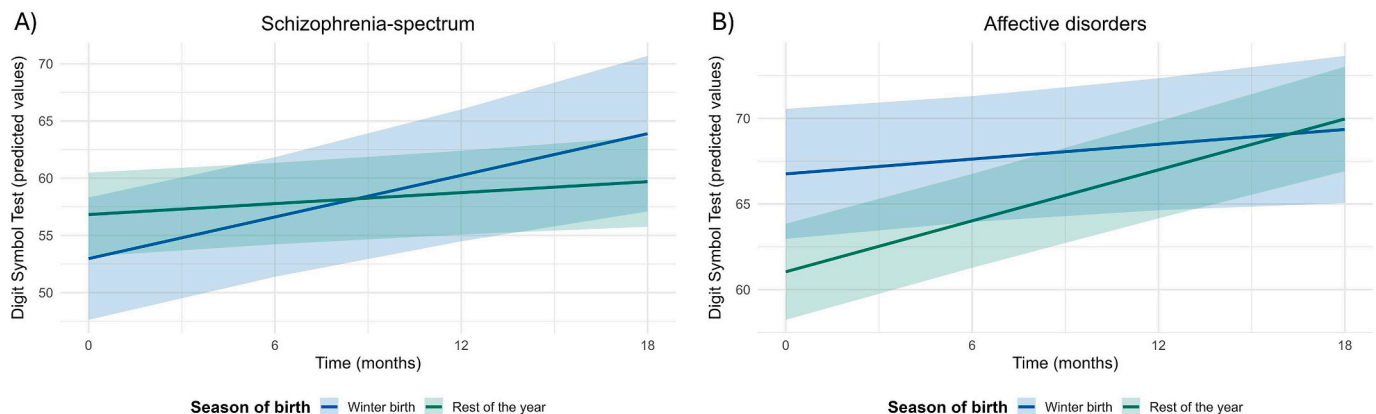 A)
Schizophrenia-spectrum
Digit Symbol Test (predicted values)
70
65
60
55
50
0
6
12
18
Time (months)
Season of birth Winter birth Rest of the year
B)
Affective disorders
Digit Symbol Test (predicted values)
70
65
60
0
6
12
18
Time (months)
Season of birth Winter birth Rest of the year